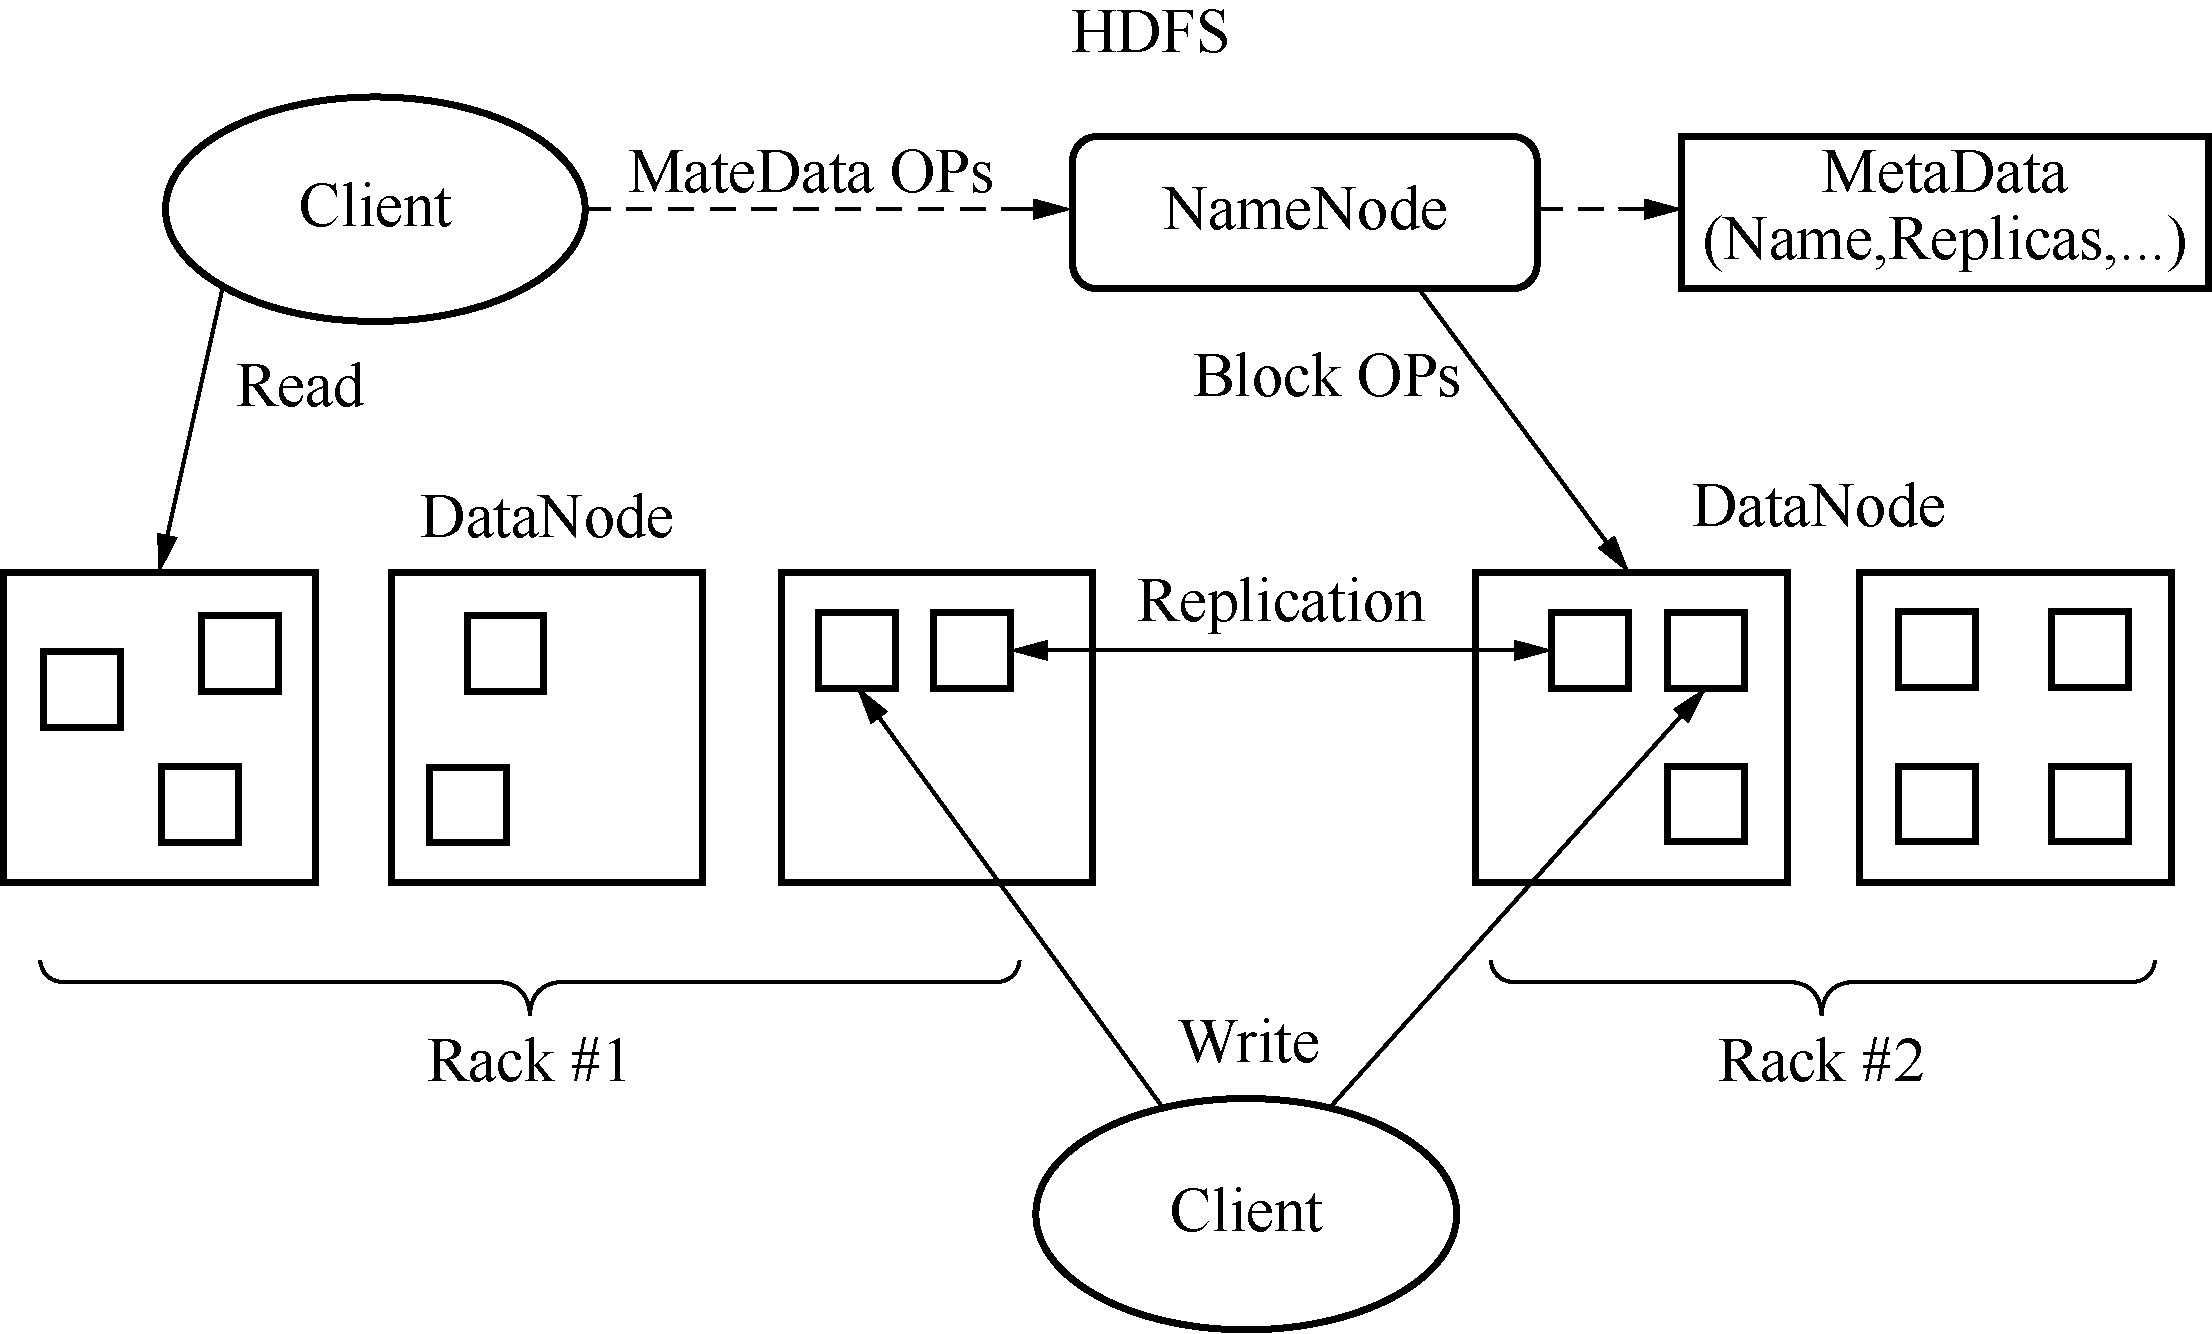 HDFS
Client
MateData OPs
NameNode
MetaData
(Name,Replicas,...)
Read
Block OPs
DataNode
DataNode
Replication
Rack #1
Write
Rack #2
Client